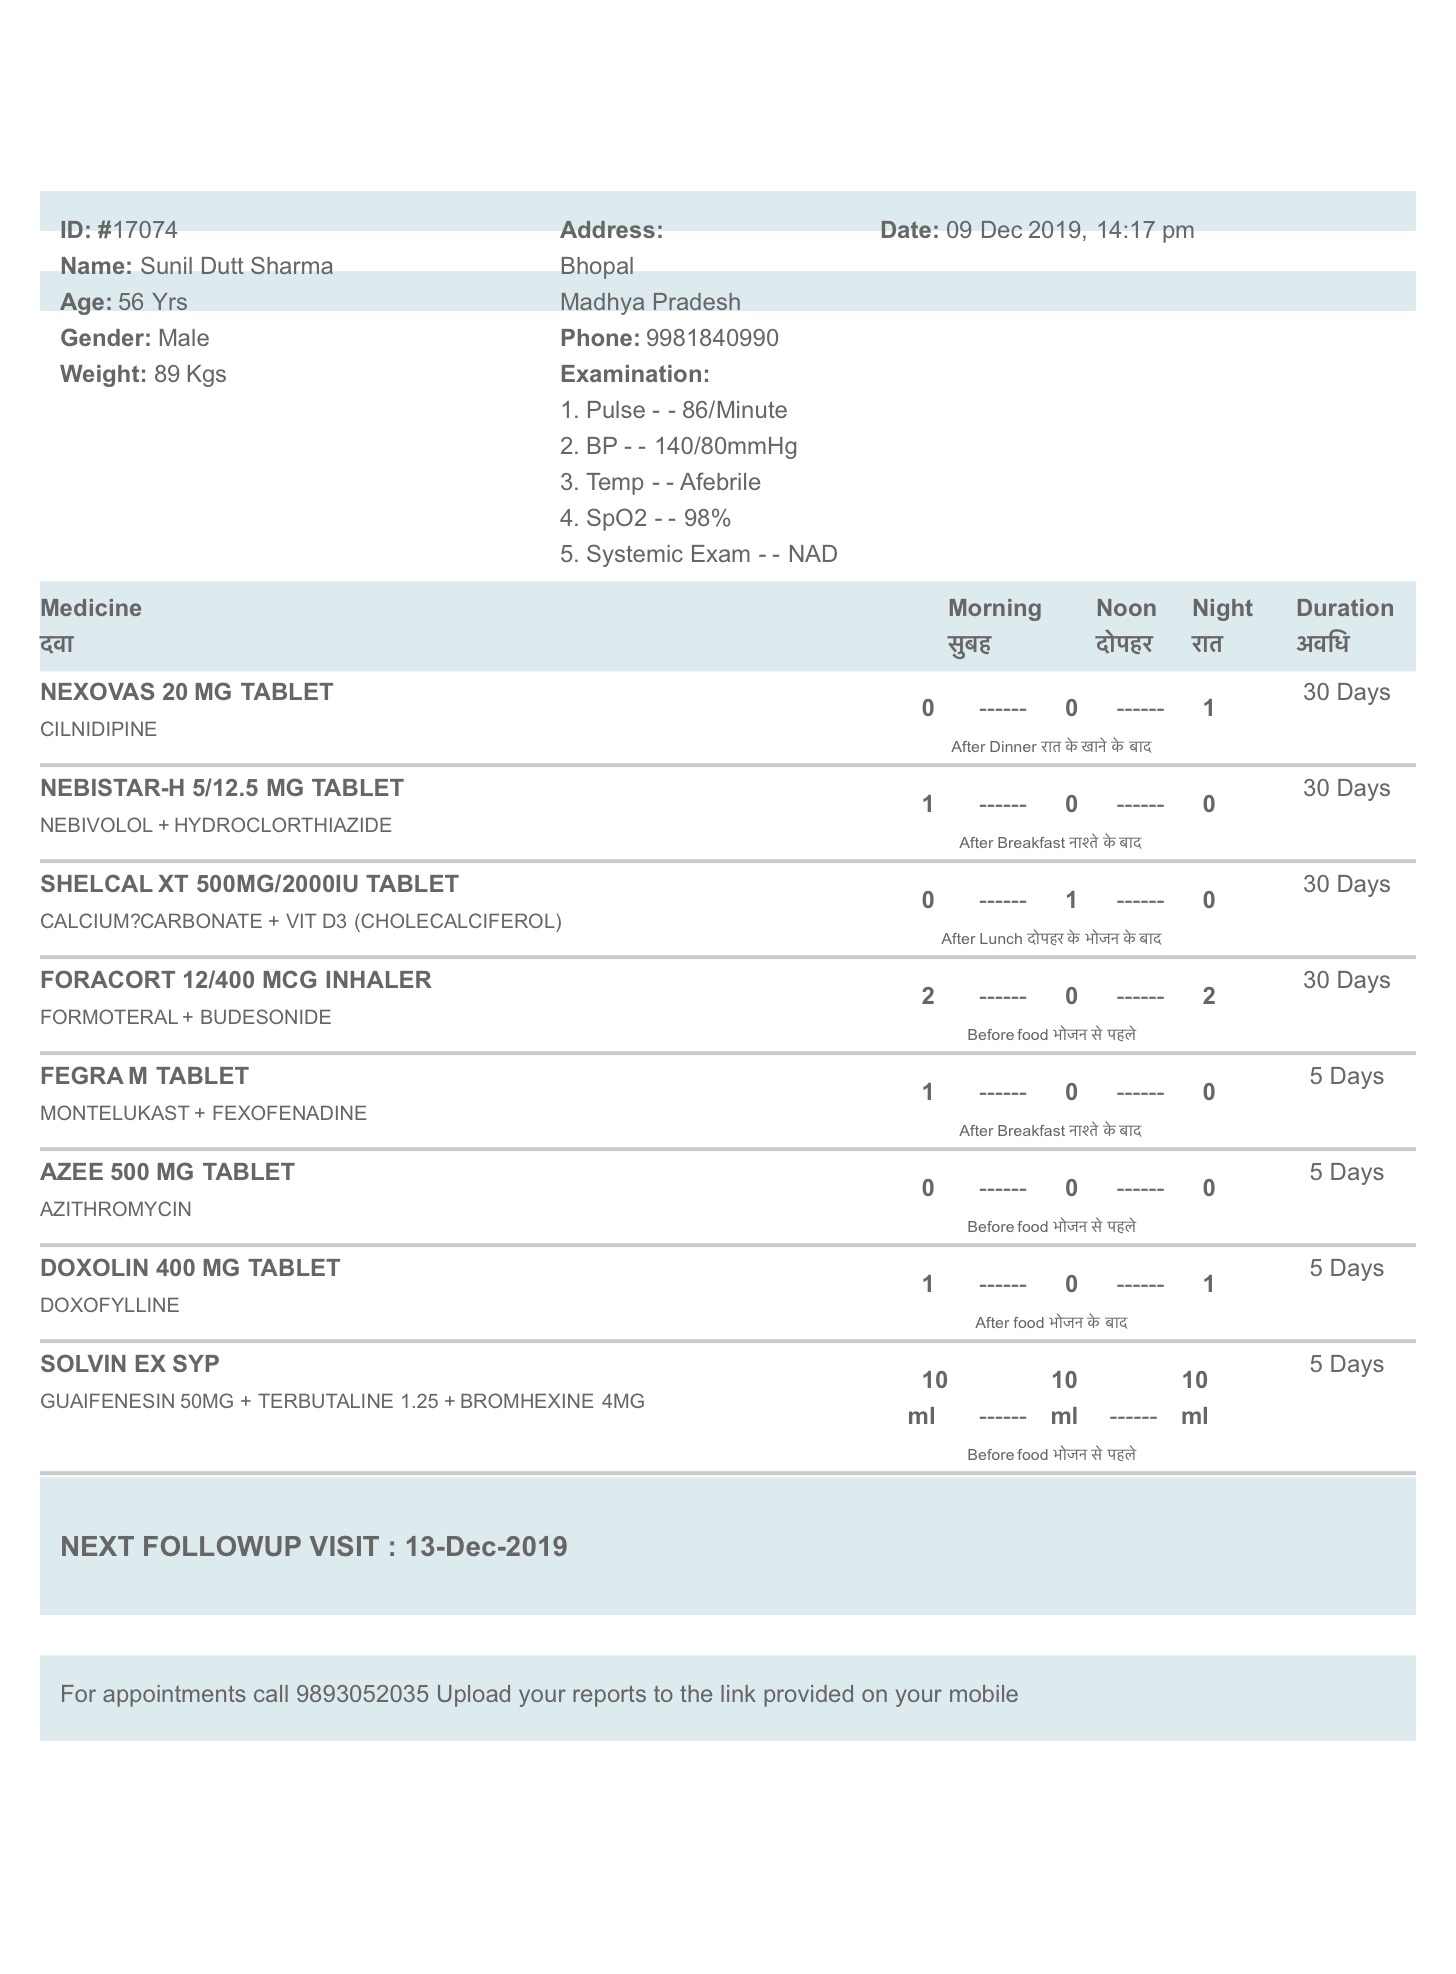 ID: #17074 Address: Date: 09 Dec 2019, 14:17 pm
Name: Sunil Dutt Sharma Bhopal
Age: 56 Yrs Madhya Pradesh
Gender: Male Phone: 9981840990
Weight: 89 Kgs Examination:
1. Pulse - - 86/Minute
2. BP - - 140/80mmHg
3. Temp - - Afebrile
4. SpO2 - - 98%
5. Systemic Exam - - NAD
Medicine Morning Noon Night Duration
दवा सुबह दोपहर रात अवधि
NEXOVAS 20 MG TABLET 30 Days
0 ------ 0 ------ 1
CILNIDIPINE
After Dinner रात के खाने के बाद
NEBISTAR-H 5/12.5 MG TABLET 30 Days
1 ------ 0 ------ 0
NEBIVOLOL + HYDROCLORTHIAZIDE
After Breakfast नाश्ते के बाद
SHELCAL XT 500MG/2000IU TABLET 30 Days
0 ------ 1 ------ 0
CALCIUM?CARBONATE + VIT D3 (CHOLECALCIFEROL)
After Lunch दोपहर के भोजन के बाद
FORACORT 12/400 MCG INHALER 30 Days
2 ------ 0 ------ 2
FORMOTERAL + BUDESONIDE
Before food भोजन से पहले
FEGRA M TABLET 5 Days
1 ------ 0 ------ 0
MONTELUKAST + FEXOFENADINE
After Breakfast नाश्ते के बाद
AZEE 500 MG TABLET 5 Days
0 ------ 0 ------ 0
AZITHROMYCIN
Before food भोजन से पहले
DOXOLIN 400 MG TABLET 5 Days
1 ------ 0 ------ 1
DOXOFYLLINE
After food भोजन के बाद
SOLVIN EX SYP 5 Days
10 10 10
GUAIFENESIN 50MG + TERBUTALINE 1.25 + BROMHEXINE 4MG
ml ------ ml ------ ml
Before food भोजन से पहले
NEXT FOLLOWUP VISIT : 13-Dec-2019
For appointments call 9893052035 Upload your reports to the link provided on your mobile